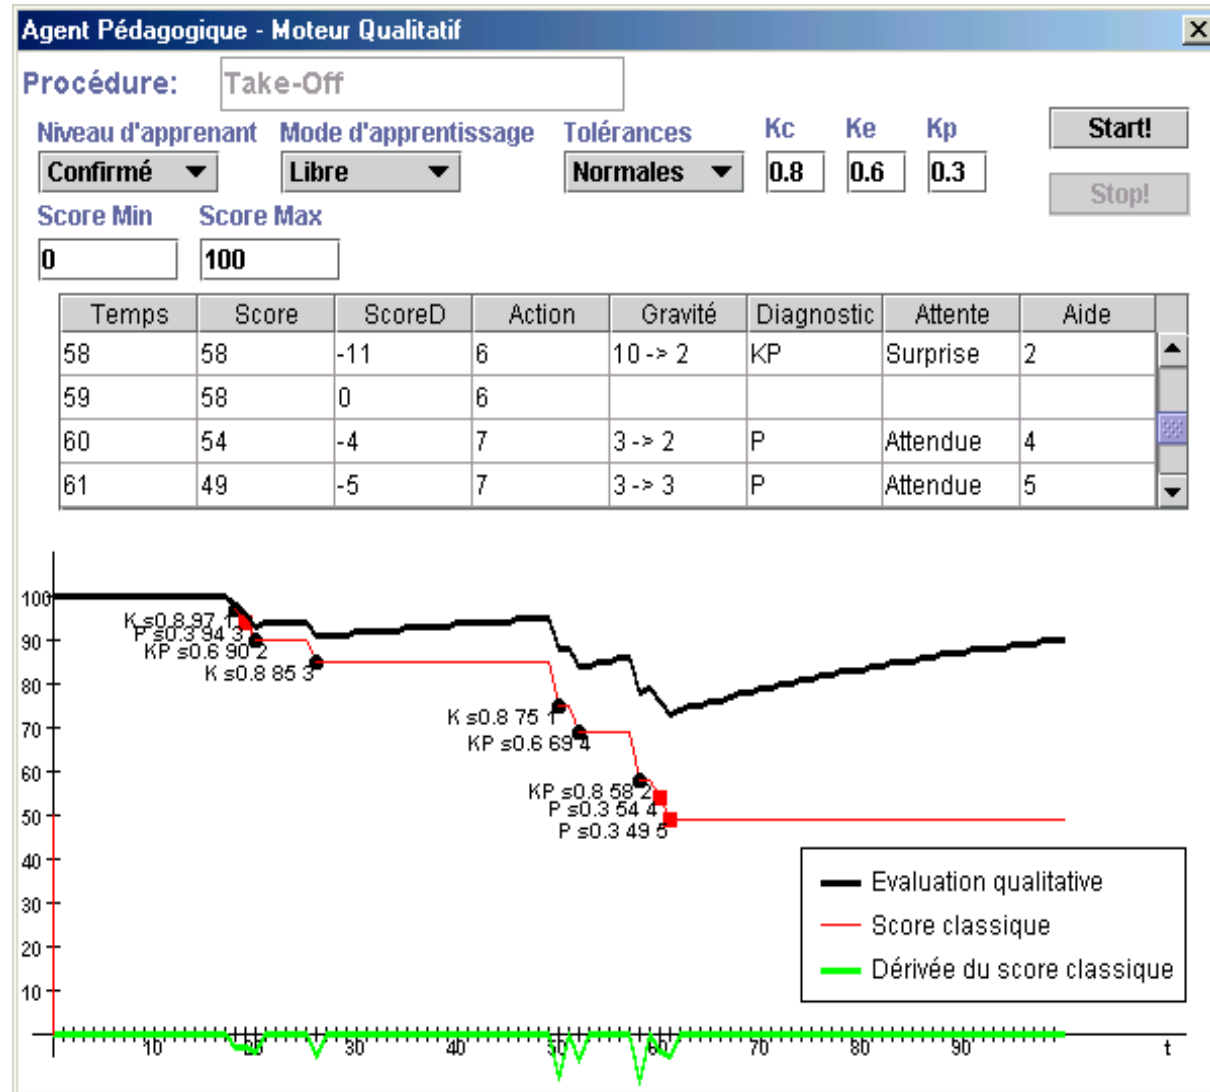 Agent Pédagogique - Moteur Qualitatif
Procédure: Take-Off
Niveau d'apprenant Mode d'apprentissage Tolérances Kc Ke Kp Start!
Confirmé Libre Normales 0.8 0.6 0.3
Stop!
Score Min Score Max
0 100
Temps Score ScoreD Action Gravité Diagnostic Attente Aide
58 58 -11 6 10 -> 2 KP Surprise 2
59 58 0 6
60 54 -4 7 3 -> 2 P Attendue 4
61 49 -5 7 3 -> 3 P Attendue 5
100
K s0.8 97 1
P s0.3 94 3
90
KP s0.6 90 2
K s0.8 85 3
80
K s0.8 75 1
70
KP s0.6 69 4
60
KP s0.8 58 2
P s0.3 54 4
50
P s0.3 49 5
40
Evaluation qualitative
30
Score classique
20
Dérivée du score classique
10
10 20 30 40 50 60 70 80 90 t